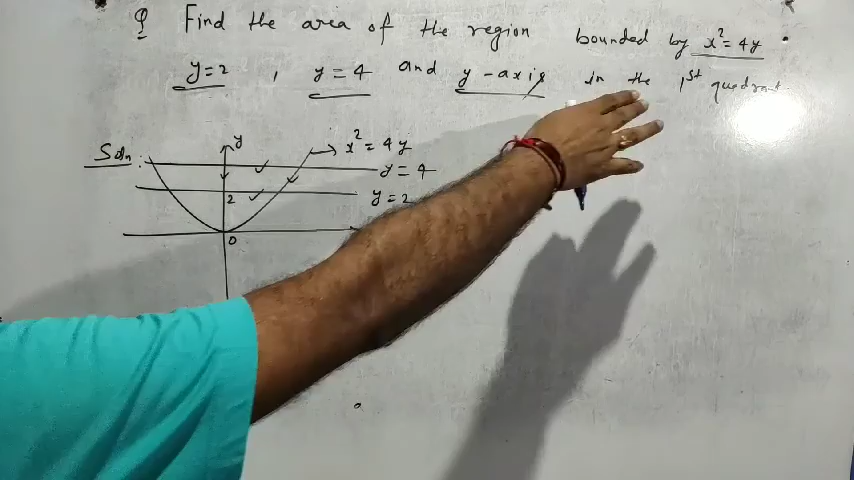 Q Find the area of the region bounded by x² = 4y.
y = 2 , y = 4 and y - axis in the 1st quadrant.
Soln :
y
x² = 4y
y = 4
y = 2
2
0